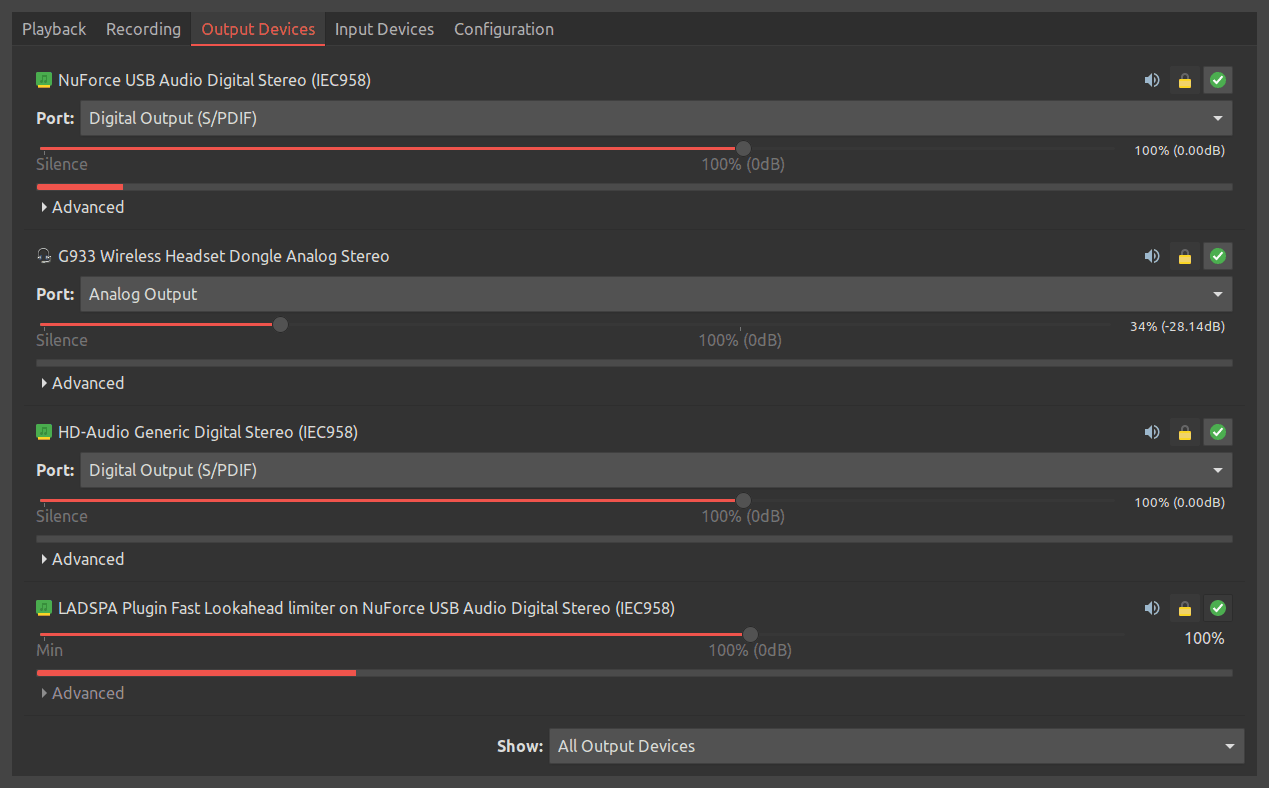 Playback Recording Output Devices Input Devices Configuration
NuForce USB Audio Digital Stereo (IEC958)
Port: Digital Output (S/PDIF)
100% (0.00dB)
Silence 100% (0dB)
Advanced
G933 Wireless Headset Dongle Analog Stereo
Port: Analog Output
34% (-28.14dB)
Silence 100% (0dB)
Advanced
HD-Audio Generic Digital Stereo (IEC958)
Port: Digital Output (S/PDIF)
100% (0.00dB)
Silence 100% (0dB)
Advanced
LADSPA Plugin Fast Lookahead limiter on NuForce USB Audio Digital Stereo (IEC958)
100%
Min 100% (0dB)
Advanced
Show: All Output Devices